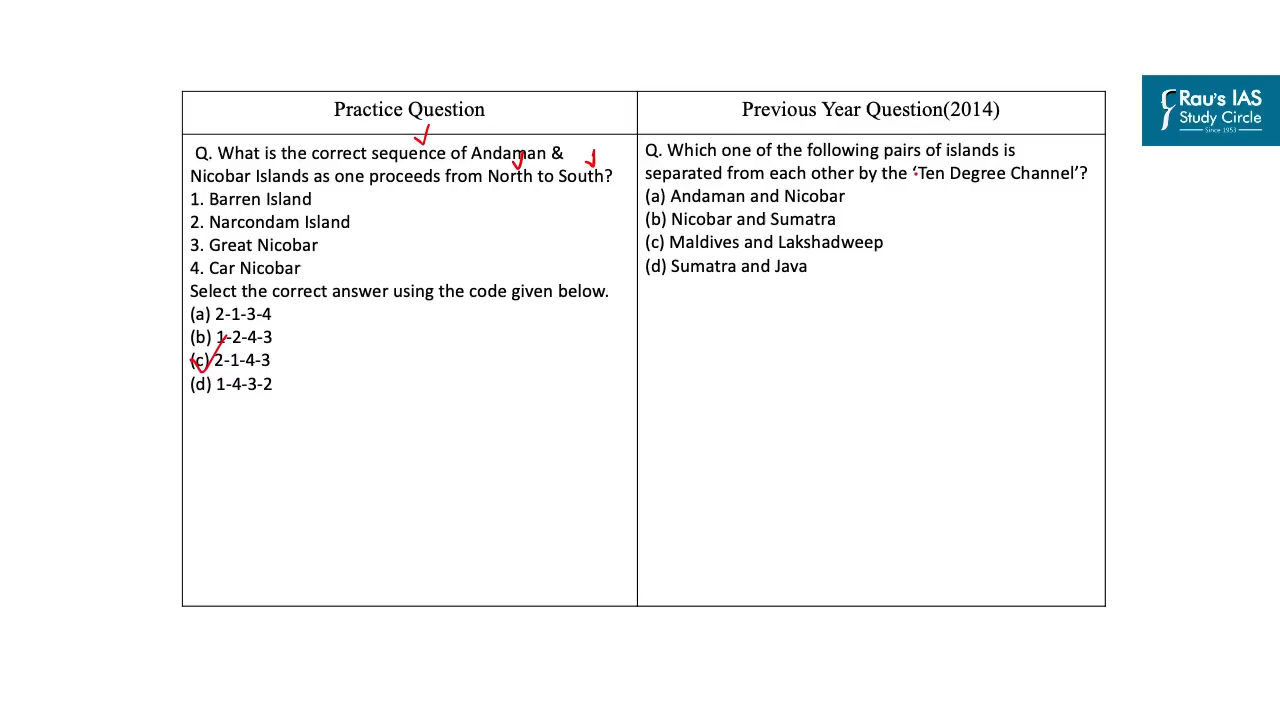 Rau's IAS
Study Circle
Since 1953
Practice Question
Q. What is the correct sequence of Andaman &
Nicobar Islands as one proceeds from North to South?
1. Barren Island
2. Narcondam Island
3. Great Nicobar
4. Car Nicobar
Select the correct answer using the code given below.
(a) 2-1-3-4
(b) 1-2-4-3
(c) 2-1-4-3
(d) 1-4-3-2
Previous Year Question(2014)
Q. Which one of the following pairs of islands is
separated from each other by the ‘Ten Degree Channel’?
(a) Andaman and Nicobar
(b) Nicobar and Sumatra
(c) Maldives and Lakshadweep
(d) Sumatra and Java